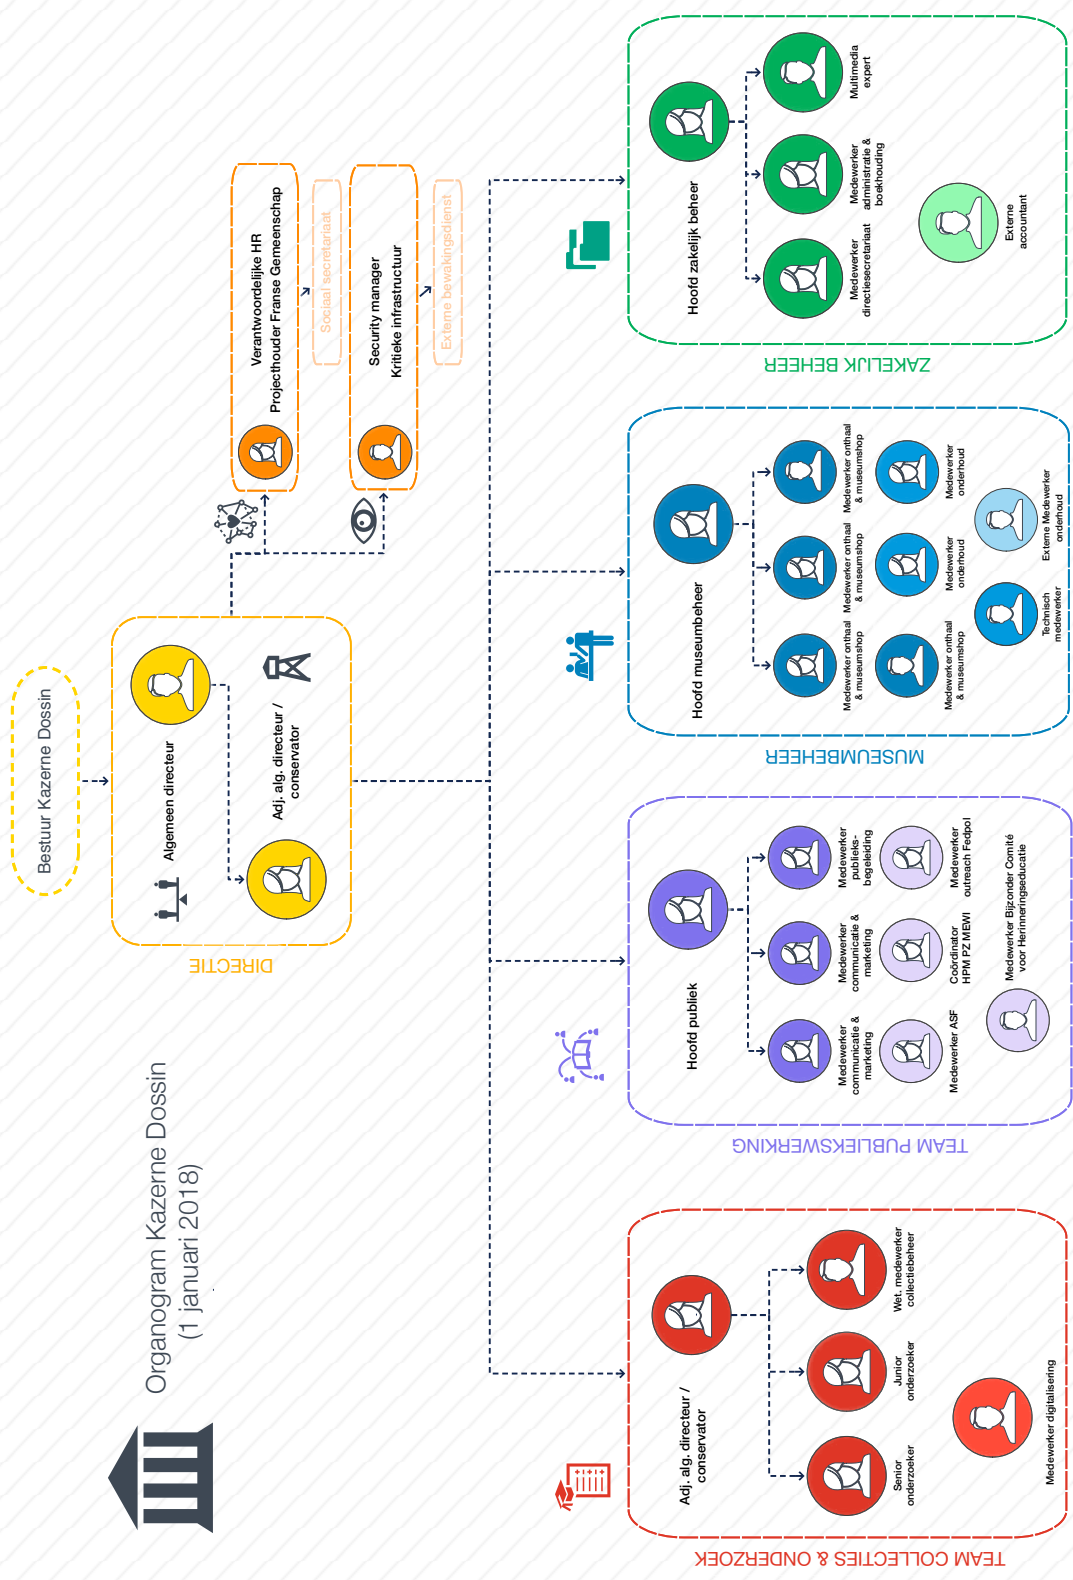 Organogram Kazerne Dossin
(1 januari 2018)
Bestuur Kazerne Dossin
DIRECTIE
Algemeen directeur
Adj. alg. directeur /
conservator
Verantwoordelijke HR
Projecthouder Franse Gemeenschap
Sociaal secretariaat
Security manager
Kritieke infrastructuur
Externe bewakingsdienst
TEAM COLLECTIES & ONDERZOEK
Adj. alg. directeur /
conservator
Senior
onderzoeker
Junior
onderzoeker
Wet. medewerker
collectiebeheer
Medewerker digitalisering
TEAM PUBLIEKSWERKING
Hoofd publiek
Medewerker
communicatie &
marketing
Medewerker
communicatie &
marketing
Medewerker
publieks-
begeleiding
Medewerker ASF
Coördinator
HPM PZ MEWI
Medewerker
outreach Fedpol
Medewerker Bijzonder Comité
voor Herinneringseducatie
MUSEUMBEHEER
Hoofd museumbeheer
Medewerker onthaal
& museumshop
Medewerker onthaal
& museumshop
Medewerker onthaal
& museumshop
Medewerker onthaal
& museumshop
Medewerker
onderhoud
Medewerker
onderhoud
Technisch
medewerker
Externe Medewerker
onderhoud
ZAKELIJK BEHEER
Hoofd zakelijk beheer
Medewerker
directiesecretariaat
Medewerker
administratie &
boekhouding
Multimedia
expert
Externe
accountant